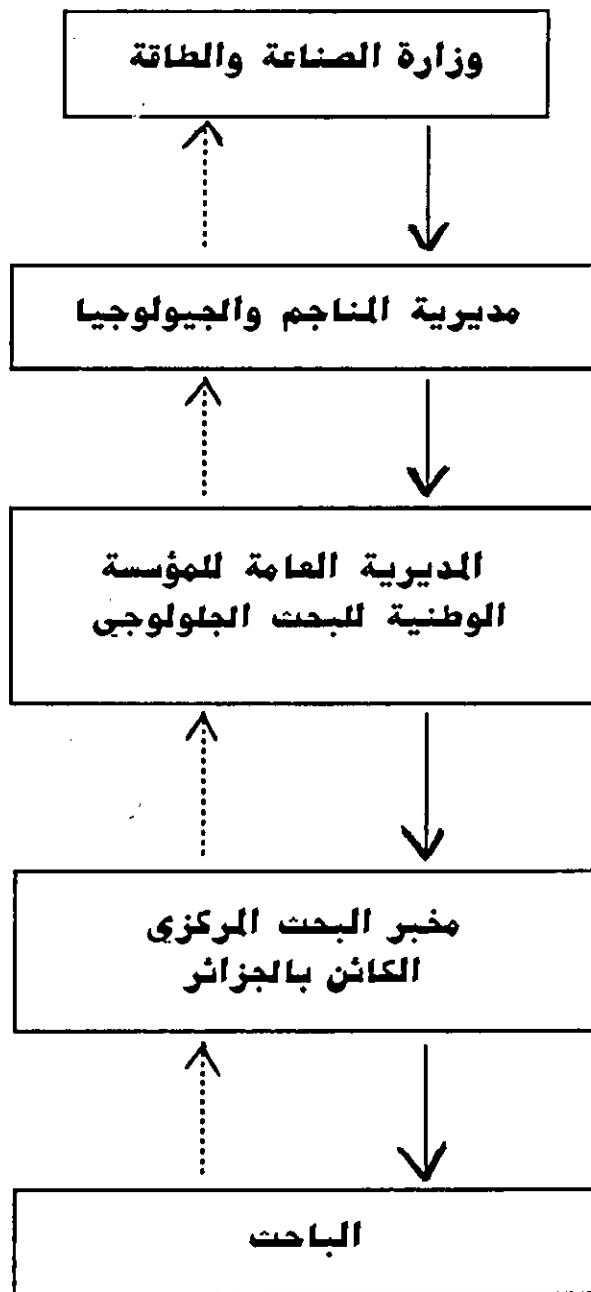 وزارة الصناعة والطاقة
مديرية المناجم والجيولوجيا
المديرية العامة للمؤسسة
الوطنية للبحث الجلولوجي
مخبر البحث المركزي
الكائن بالجزائر
الباحث